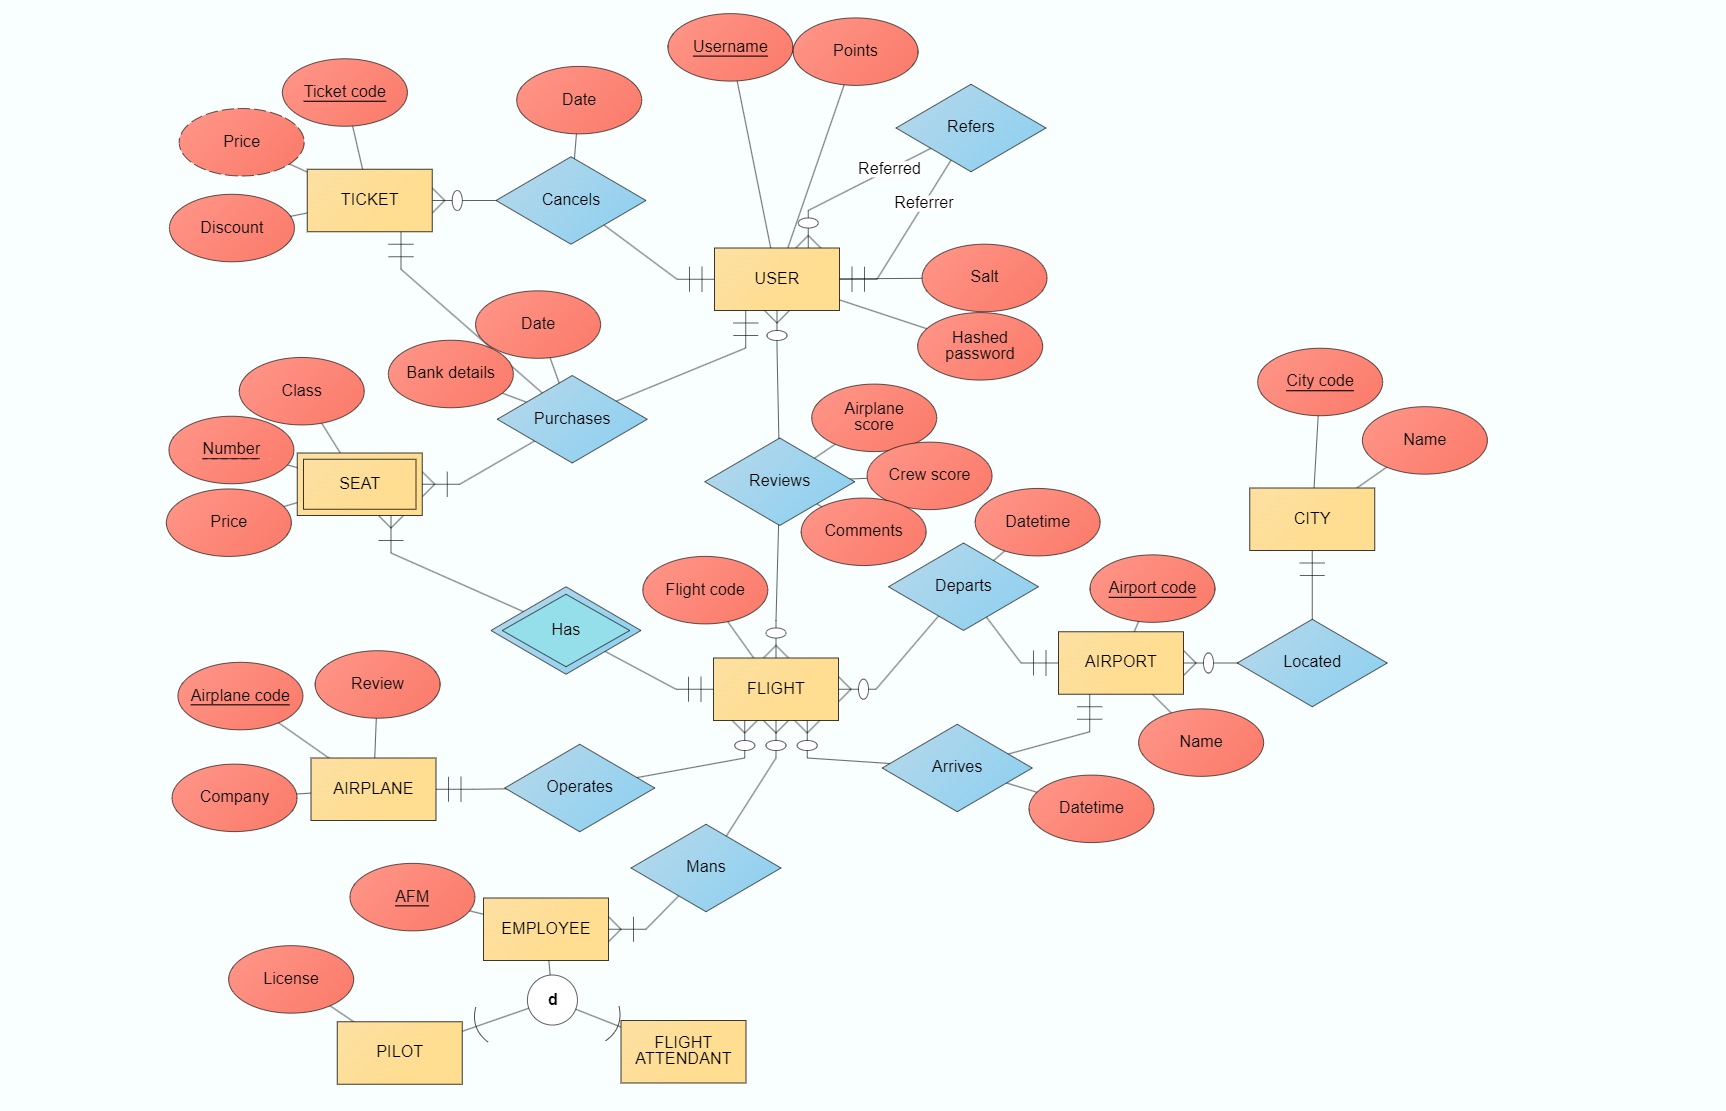 Username
Points
Ticket code
Date
Price
Refers
Referred
TICKET
Cancels
Referrer
Discount
USER
Salt
Date
Hashed
password
Bank details
Class
City code
Purchases
Airplane
score
Name
Number
SEAT
Reviews
Crew score
Price
Comments
Datetime
CITY
Flight code
Departs
Airport code
Has
AIRPORT
Located
Airplane code
Review
FLIGHT
Name
Company
AIRPLANE
Operates
Arrives
Datetime
Mans
AFM
EMPLOYEE
License
d
PILOT
FLIGHT
ATTENDANT